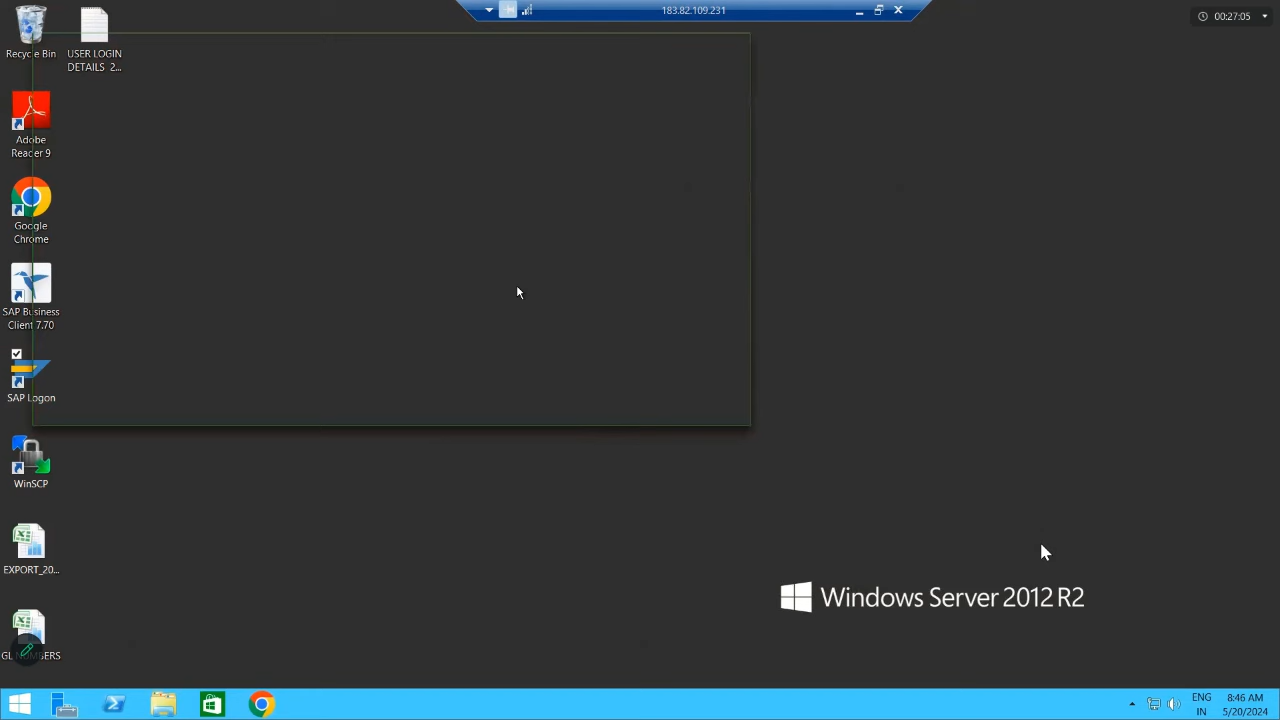 183.82.109.231
00:27:05
Recycle Bin
USER LOGIN
DETAILS 2...
Adobe
Reader 9
Google
Chrome
SAP Business
Client 7.70
SAP Logon
WinSCP
EXPORT_20...
GL NUMBERS
Windows Server 2012 R2
ENG
IN
8:46 AM
5/20/2024